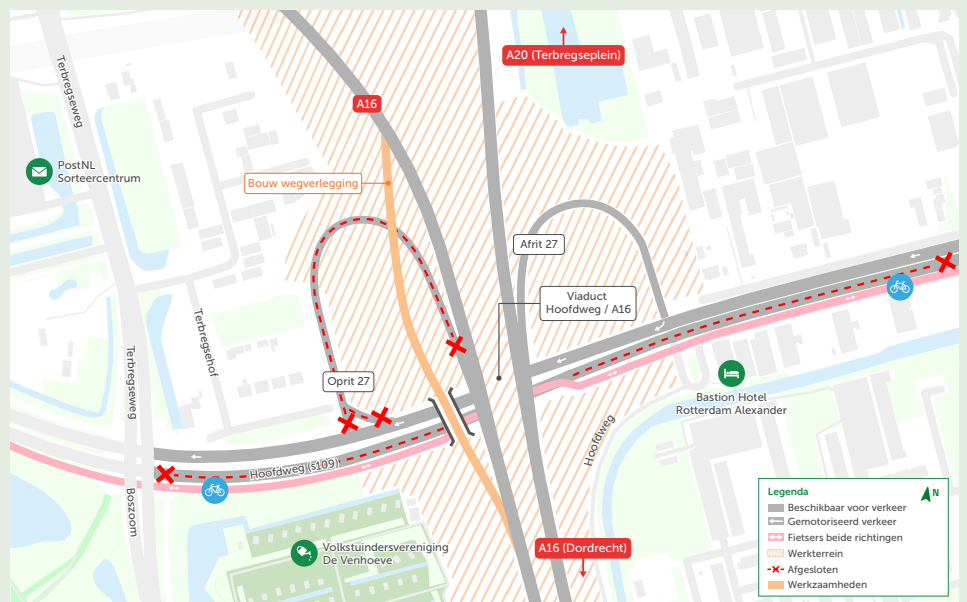 A20 (Terbregseplein)
Terbregseweg
A16
PostNL
Sorteercentrum
Bouw wegverlegging
Afrit 27
Viaduct
Hoofdweg / A16
Terbregsehof
Terbregseweg
Oprit 27
Bastion Hotel
Rotterdam Alexander
Hoofdweg
Hoofdweg (s109)
Boszoom
Volkstuindersvereniging
De Venhoeve
A16 (Dordrecht)
Legenda
N
Beschikbaar voor verkeer
Gemotoriseerd verkeer
Fietsers beide richtingen
Werkterrein
Afgesloten
Werkzaamheden